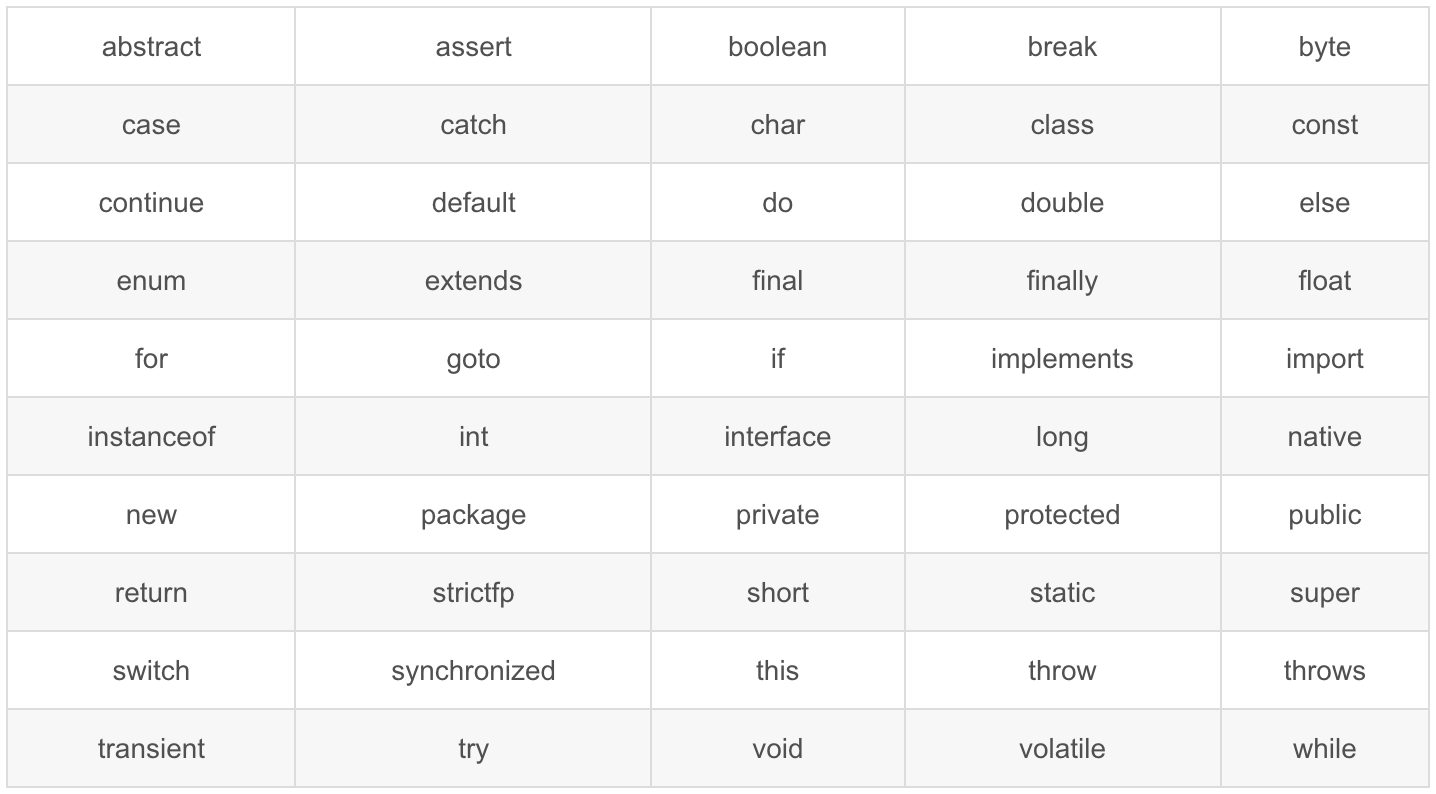 abstract assert boolean break byte
case catch char class const
continue default do double else
enum extends final finally float
for goto if implements import
instanceof int interface long native
new package private protected public
return strictfp short static super
switch synchronized this throw throws
transient try void volatile while